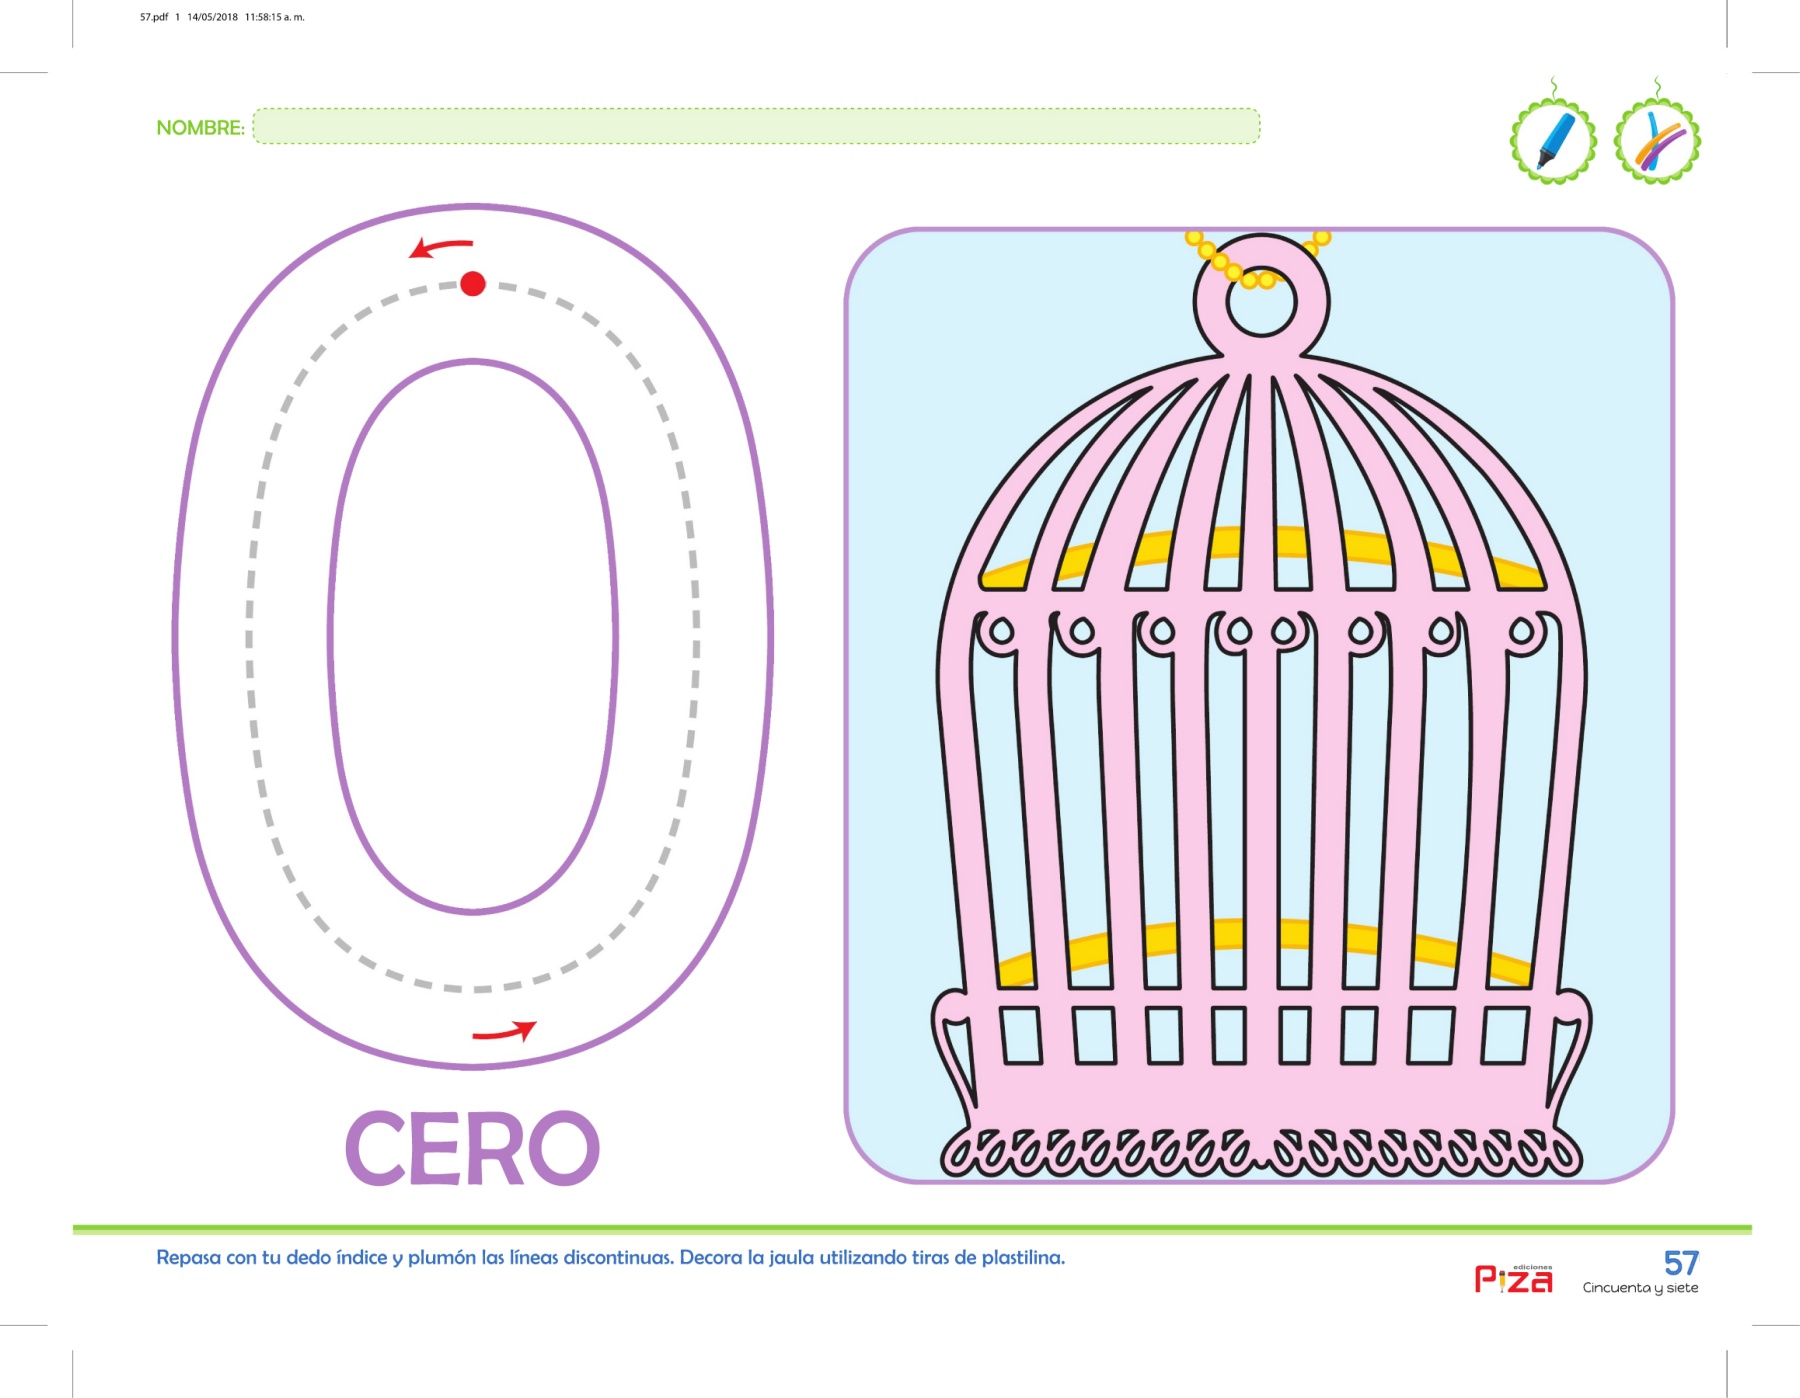 57.pdf 1 14/05/2018 11:58:15 a. m.
NOMBRE:
0
CERO
Repasa con tu dedo índice y plumón las líneas discontinuas. Decora la jaula utilizando tiras de plastilina.
ediciones
Piza
57
Cincuenta y siete